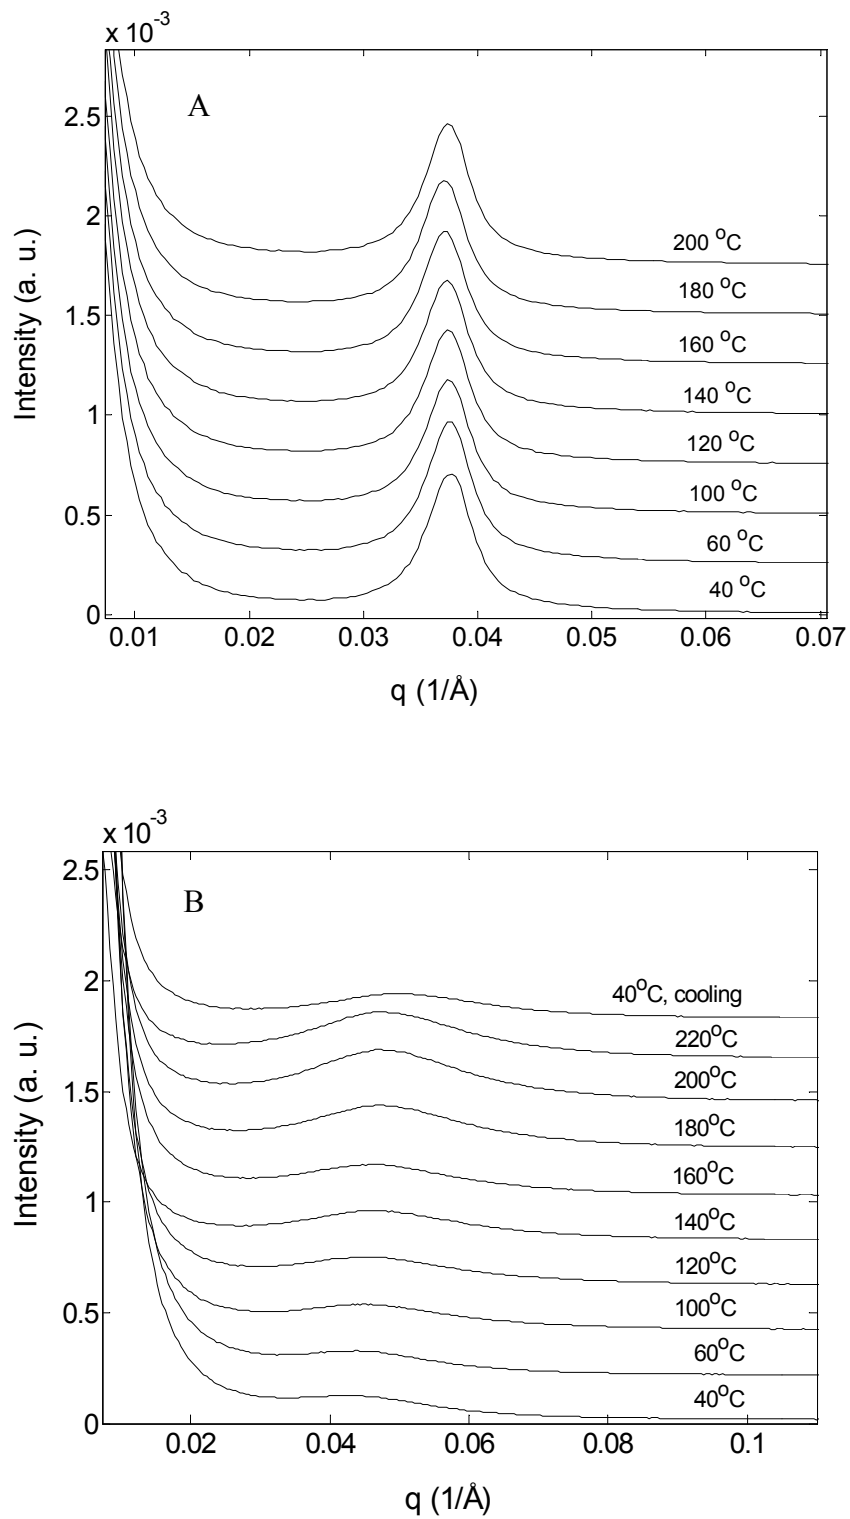 x 10⁻³
A
2.5
2
1.5
1
0.5
0
200 °C
180 °C
160 °C
140 °C
120 °C
100 °C
60 °C
40 °C
Intensity (a. u.)
0.01 0.02 0.03 0.04 0.05 0.06 0.07
q (1/Å)
x 10⁻³
B
2.5
2
1.5
1
0.5
0
40°C, cooling
220°C
200°C
180°C
160°C
140°C
120°C
100°C
60°C
40°C
Intensity (a. u.)
0.02 0.04 0.06 0.08 0.1
q (1/Å)